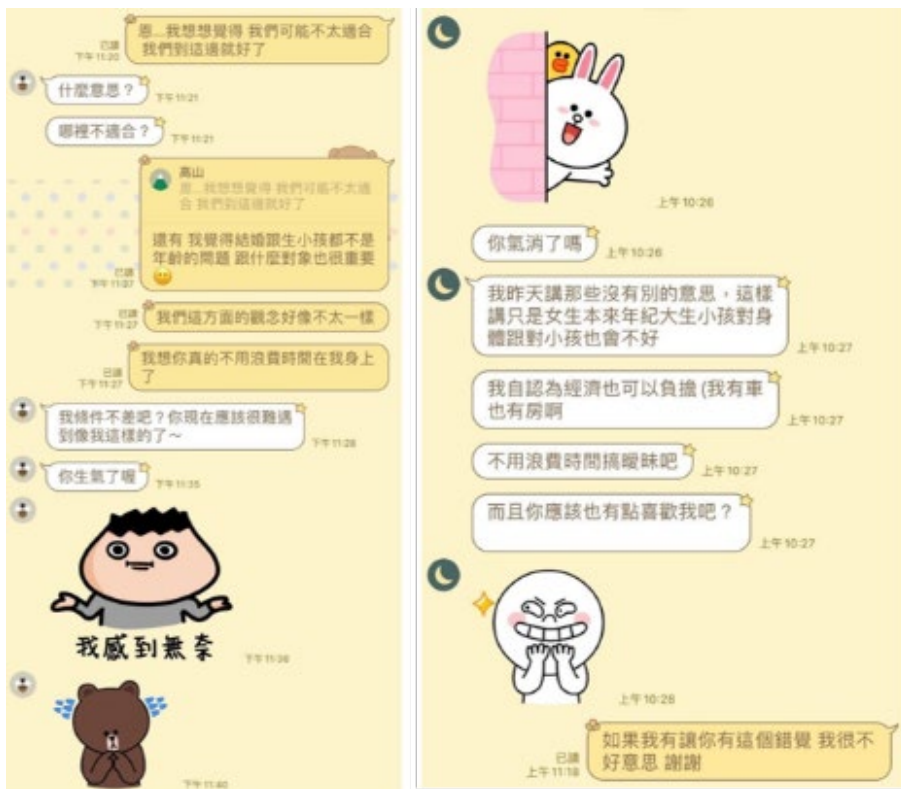 恩...我想想覺得 我們可能不太適合
我們到這邊就好了
已讀
下午11:20
什麼意思？
下午11:21
哪裡不適合？
下午11:21
高山
恩...我想想覺得 我們可能不太適
合 我們到這邊就好了
還有 我覺得結婚跟生小孩都不是
年齡的問題 跟什麼對象也很重要
已讀
下午11:27
我們這方面的觀念好像不太一樣
已讀
下午11:27
我想你真的不用浪費時間在我身上
了
已讀
下午11:27
我條件不差吧？你現在應該很難遇
到像我這樣的了～
下午11:28
你生氣了喔
下午11:35
我感到無奈
下午11:36
下午11:40
上午10:26
你氣消了嗎
上午10:26
我昨天講那些沒有別的意思，這樣
講只是女生本來年紀大生小孩對身
體跟對小孩也會不好
上午10:27
我自認為經濟也可以負擔 (我有車
也有房啊
上午10:27
不用浪費時間搞曖昧吧
上午10:27
而且你應該也有點喜歡我吧？
上午10:27
上午10:28
如果我有讓你有這個錯覺 我很不
好意思 謝謝
已讀
上午11:18